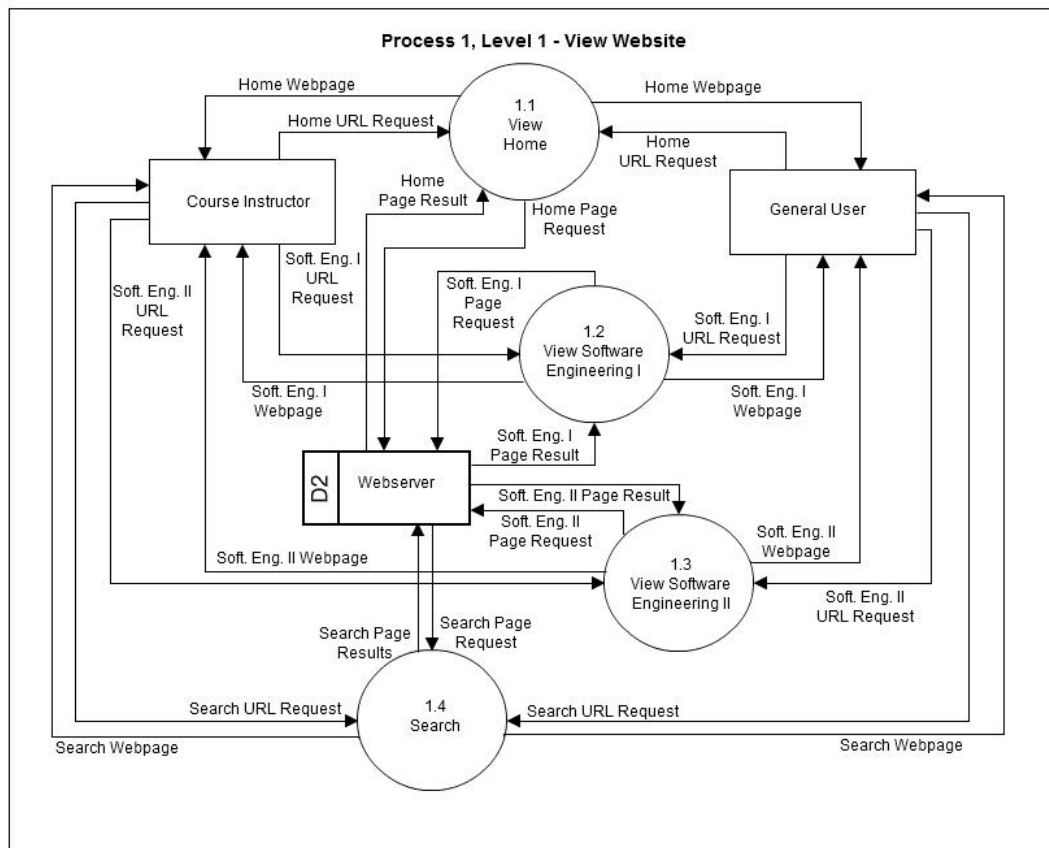 Process 1, Level 1 - View Website
Home Webpage
Home Webpage
1.1
View
Home
Home URL Request
Home
URL Request
Course Instructor
General User
Home
Page Result
Home Page
Request
Soft. Eng. II
URL
Request
Soft. Eng. I
URL
Request
Soft. Eng. I
Page
Request
1.2
View Software
Engineering I
Soft. Eng. I
URL Request
Soft. Eng. I
Webpage
Soft. Eng. I
Webpage
Soft. Eng. I
Page Result
D2
Webserver
Soft. Eng. II Page Result
Soft. Eng. II
Page Request
Soft. Eng. II
Webpage
Soft. Eng. II Webpage
1.3
View Software
Engineering II
Soft. Eng. II
URL Request
Search Page
Results
Search Page
Request
1.4
Search
Search URL Request
Search URL Request
Search Webpage
Search Webpage